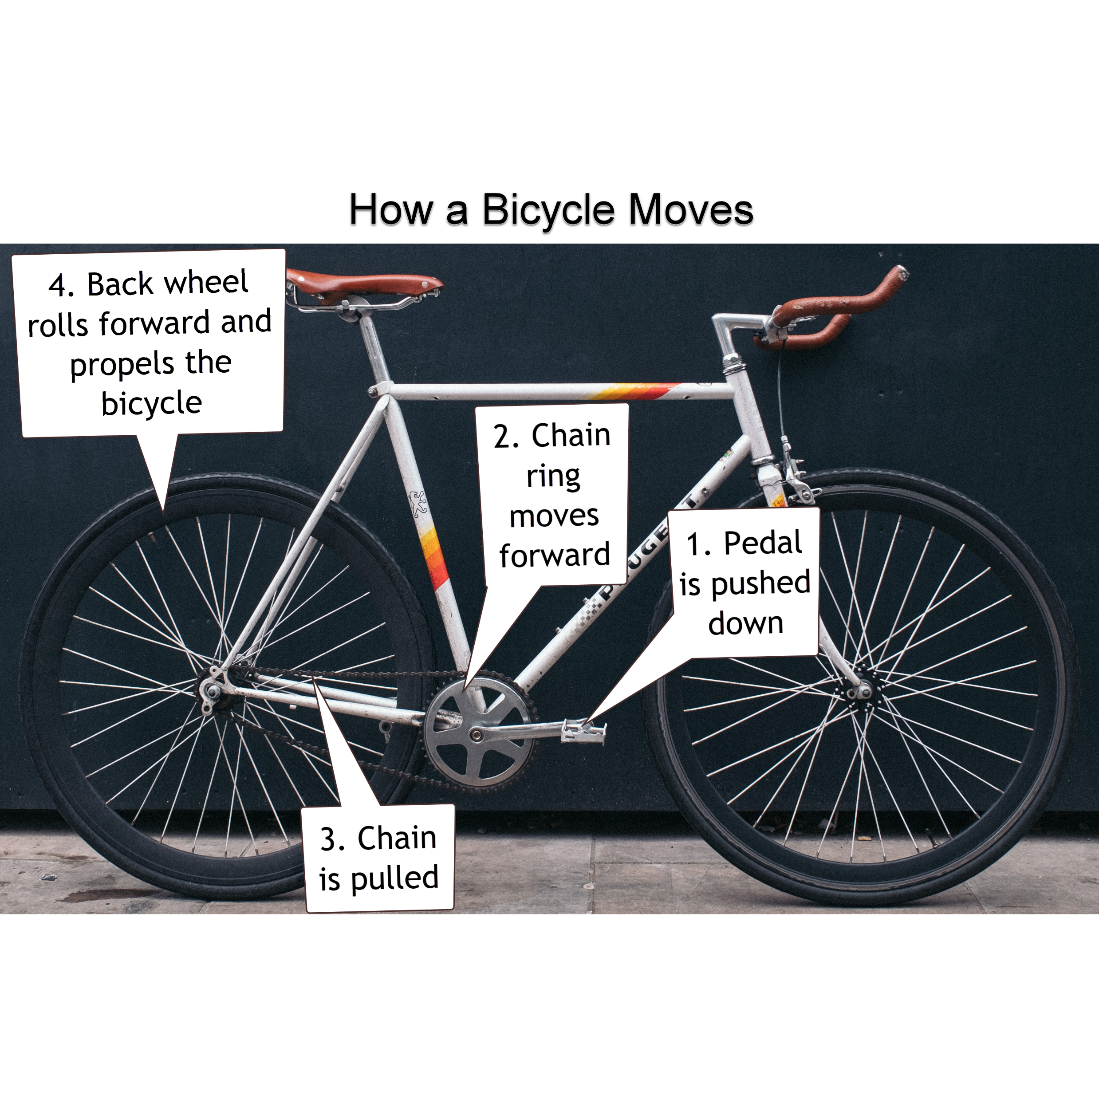 How a Bicycle Moves
4. Back wheel
rolls forward and
propels the
bicycle
2. Chain
ring
moves
forward
1. Pedal
is pushed
down
3. Chain
is pulled